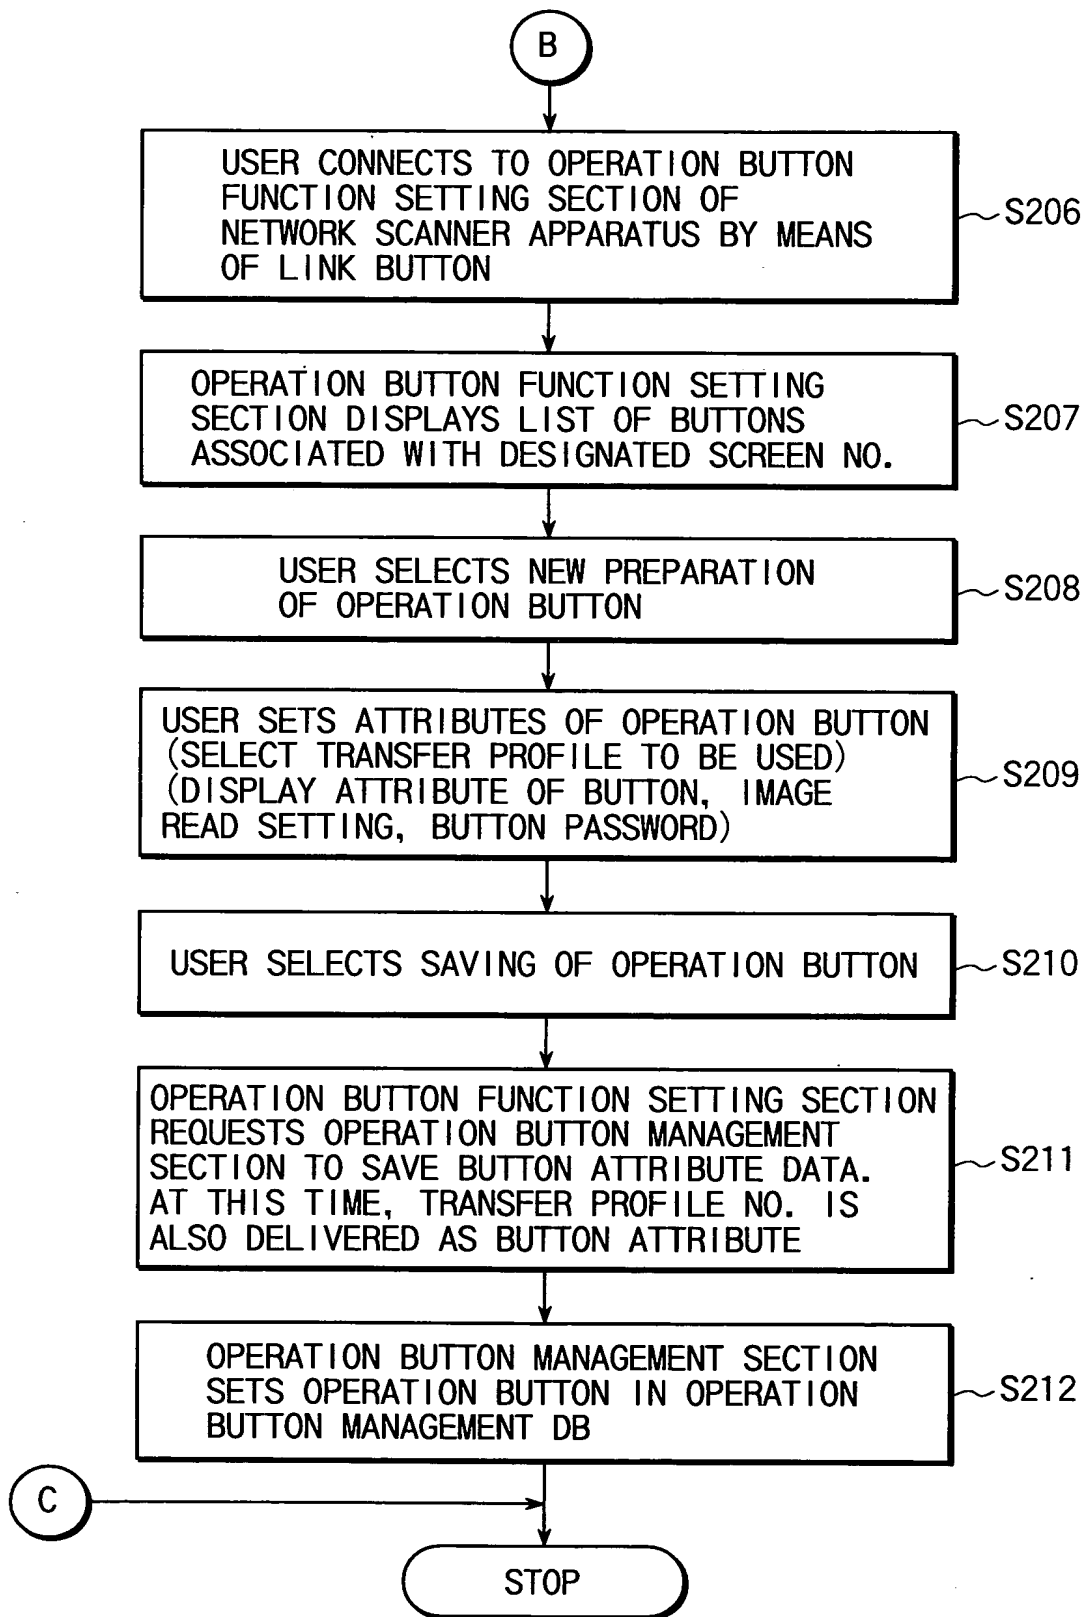 B
USER CONNECTS TO OPERATION BUTTON
FUNCTION SETTING SECTION OF
NETWORK SCANNER APPARATUS BY MEANS
OF LINK BUTTON
S206
OPERATION BUTTON FUNCTION SETTING
SECTION DISPLAYS LIST OF BUTTONS
ASSOCIATED WITH DESIGNATED SCREEN NO.
S207
USER SELECTS NEW PREPARATION
OF OPERATION BUTTON
S208
USER SETS ATTRIBUTES OF OPERATION BUTTON
(SELECT TRANSFER PROFILE TO BE USED)
(DISPLAY ATTRIBUTE OF BUTTON, IMAGE
READ SETTING, BUTTON PASSWORD)
S209
USER SELECTS SAVING OF OPERATION BUTTON
S210
OPERATION BUTTON FUNCTION SETTING SECTION
REQUESTS OPERATION BUTTON MANAGEMENT
SECTION TO SAVE BUTTON ATTRIBUTE DATA.
AT THIS TIME, TRANSFER PROFILE NO. IS
ALSO DELIVERED AS BUTTON ATTRIBUTE
S211
OPERATION BUTTON MANAGEMENT SECTION
SETS OPERATION BUTTON IN OPERATION
BUTTON MANAGEMENT DB
S212
C
STOP